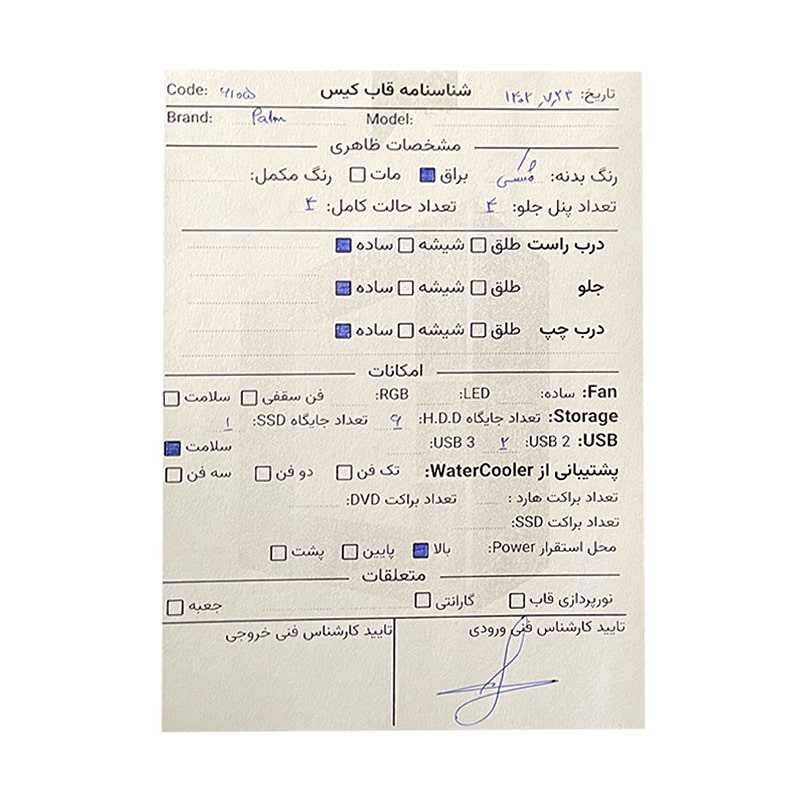 Code: 41005 شناسنامه قاب کیس تاریخ: ۱۴۰۲,۷,۲۳
Brand: Palm Model:
مشخصات ظاهری
رنگ بدنه: مشکی براق مات رنگ مکمل:
تعداد پنل جلو: ۴ تعداد حالت کامل: ۴
درب راست طلق شیشه ساده
جلو طلق شیشه ساده
درب چپ طلق شیشه ساده
امکانات
Fan: ساده: LED: RGB: فن سقفی سلامت
Storage: تعداد جایگاه H.D.D: ۶ تعداد جایگاه SSD: ۱
USB: USB 2: ۲ USB 3: سلامت
پشتیبانی از WaterCooler: تک فن دو فن سه فن
تعداد براکت هارد : تعداد براکت DVD:
تعداد براکت SSD:
محل استقرار Power: بالا پایین پشت
متعلقات
نورپردازی قاب گارانتی جعبه
تایید کارشناس فنی ورودی تایید کارشناس فنی خروجی